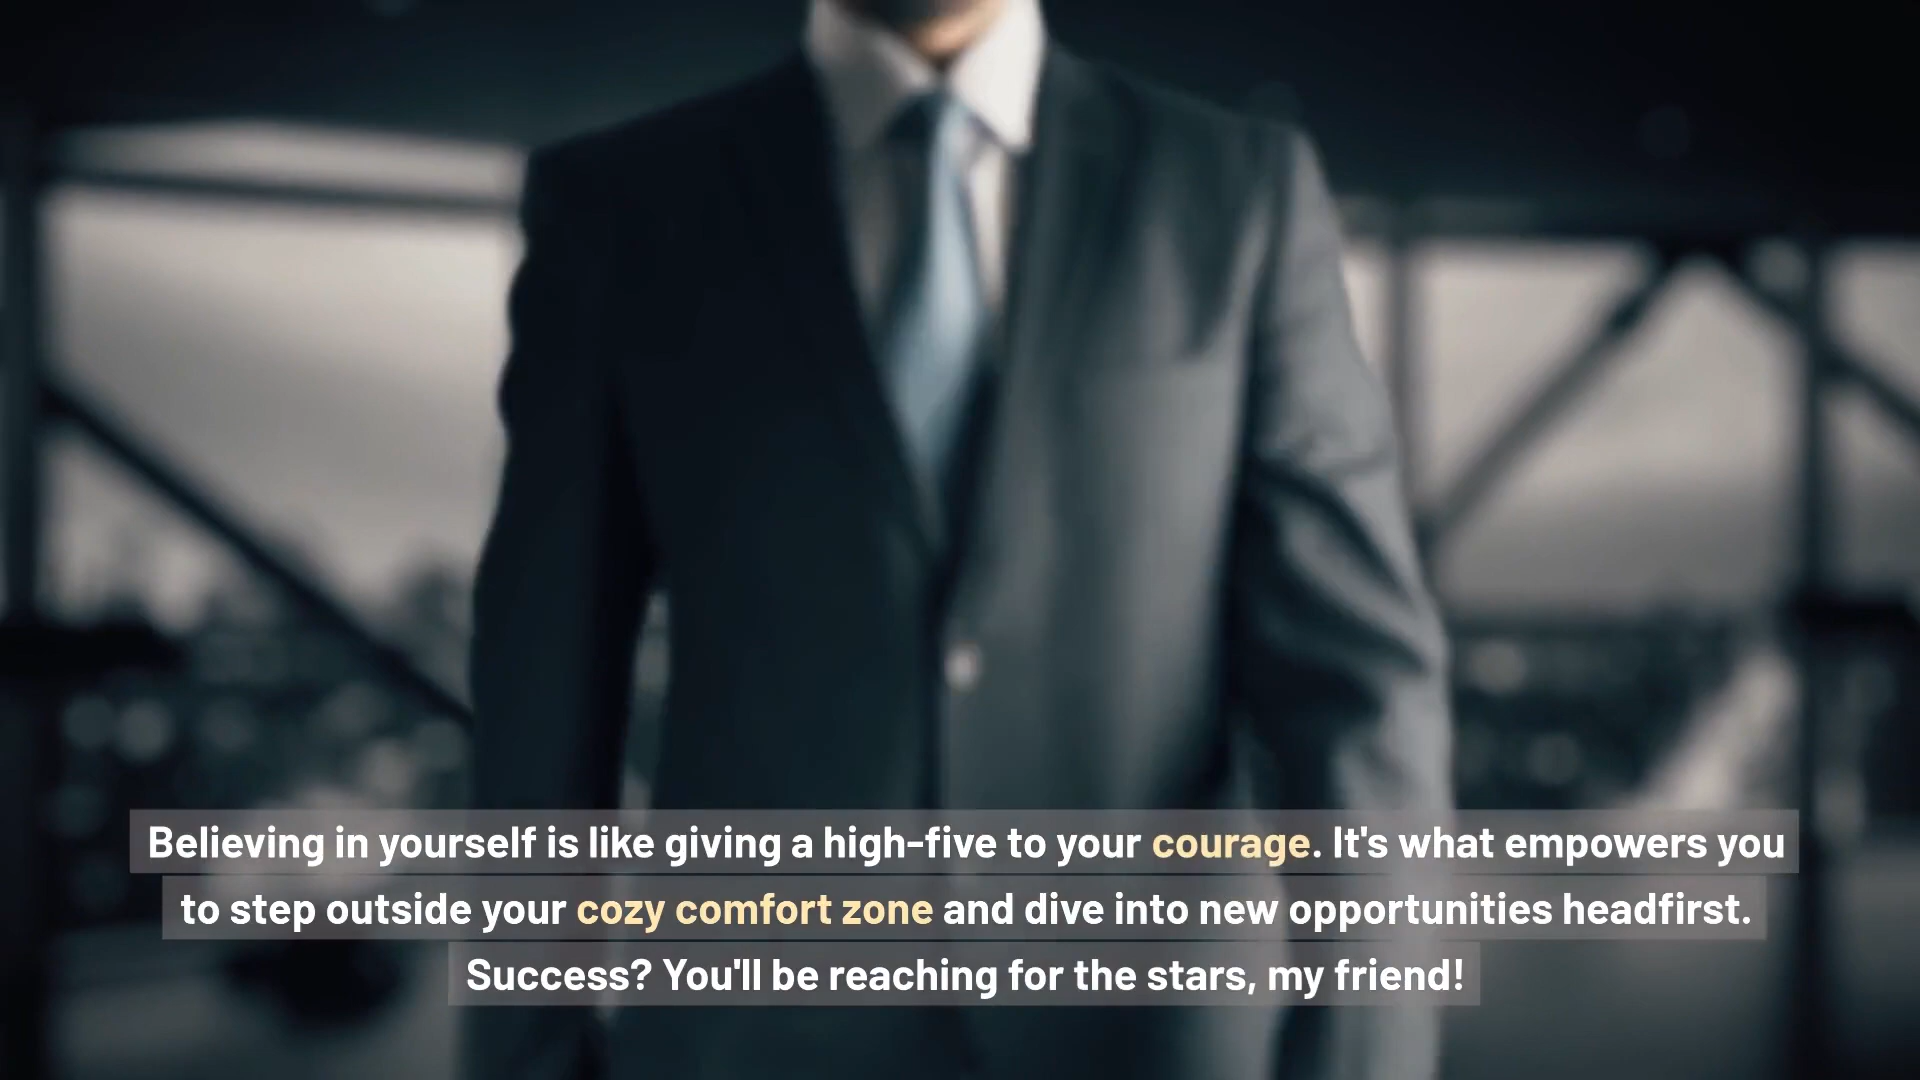 Believing in yourself is like giving a high-five to your courage. It's what empowers you
to step outside your cozy comfort zone and dive into new opportunities headfirst.
Success? You'll be reaching for the stars, my friend!